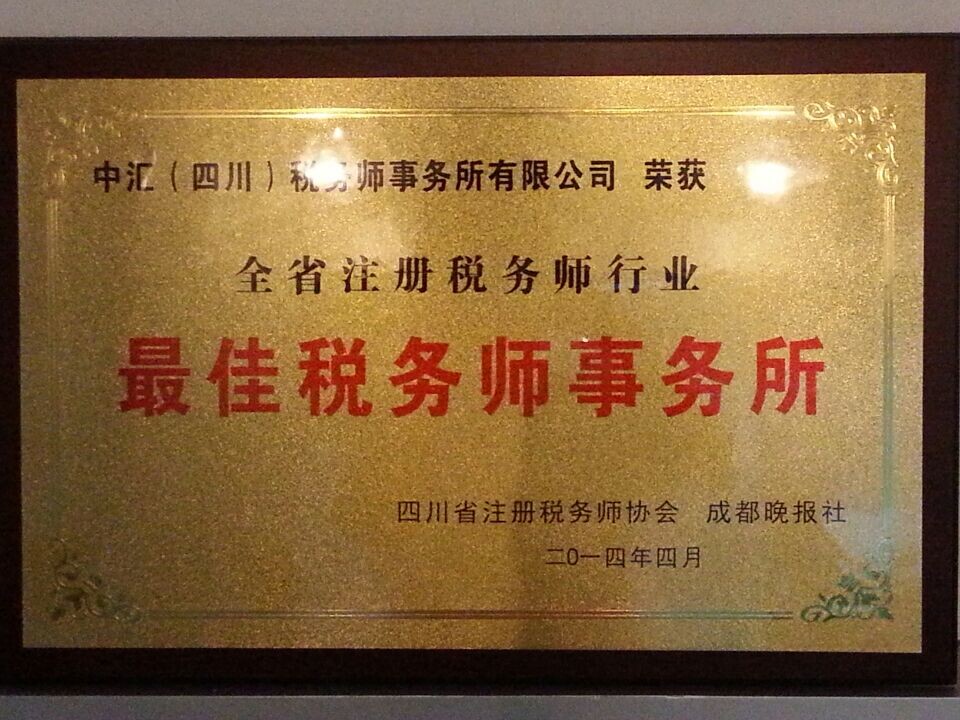 中汇（四川）税务师事务所有限公司 荣获
全省注册税务师行业
最佳税务师事务所
四川省注册税务师协会 成都晚报社
二0一四年四月